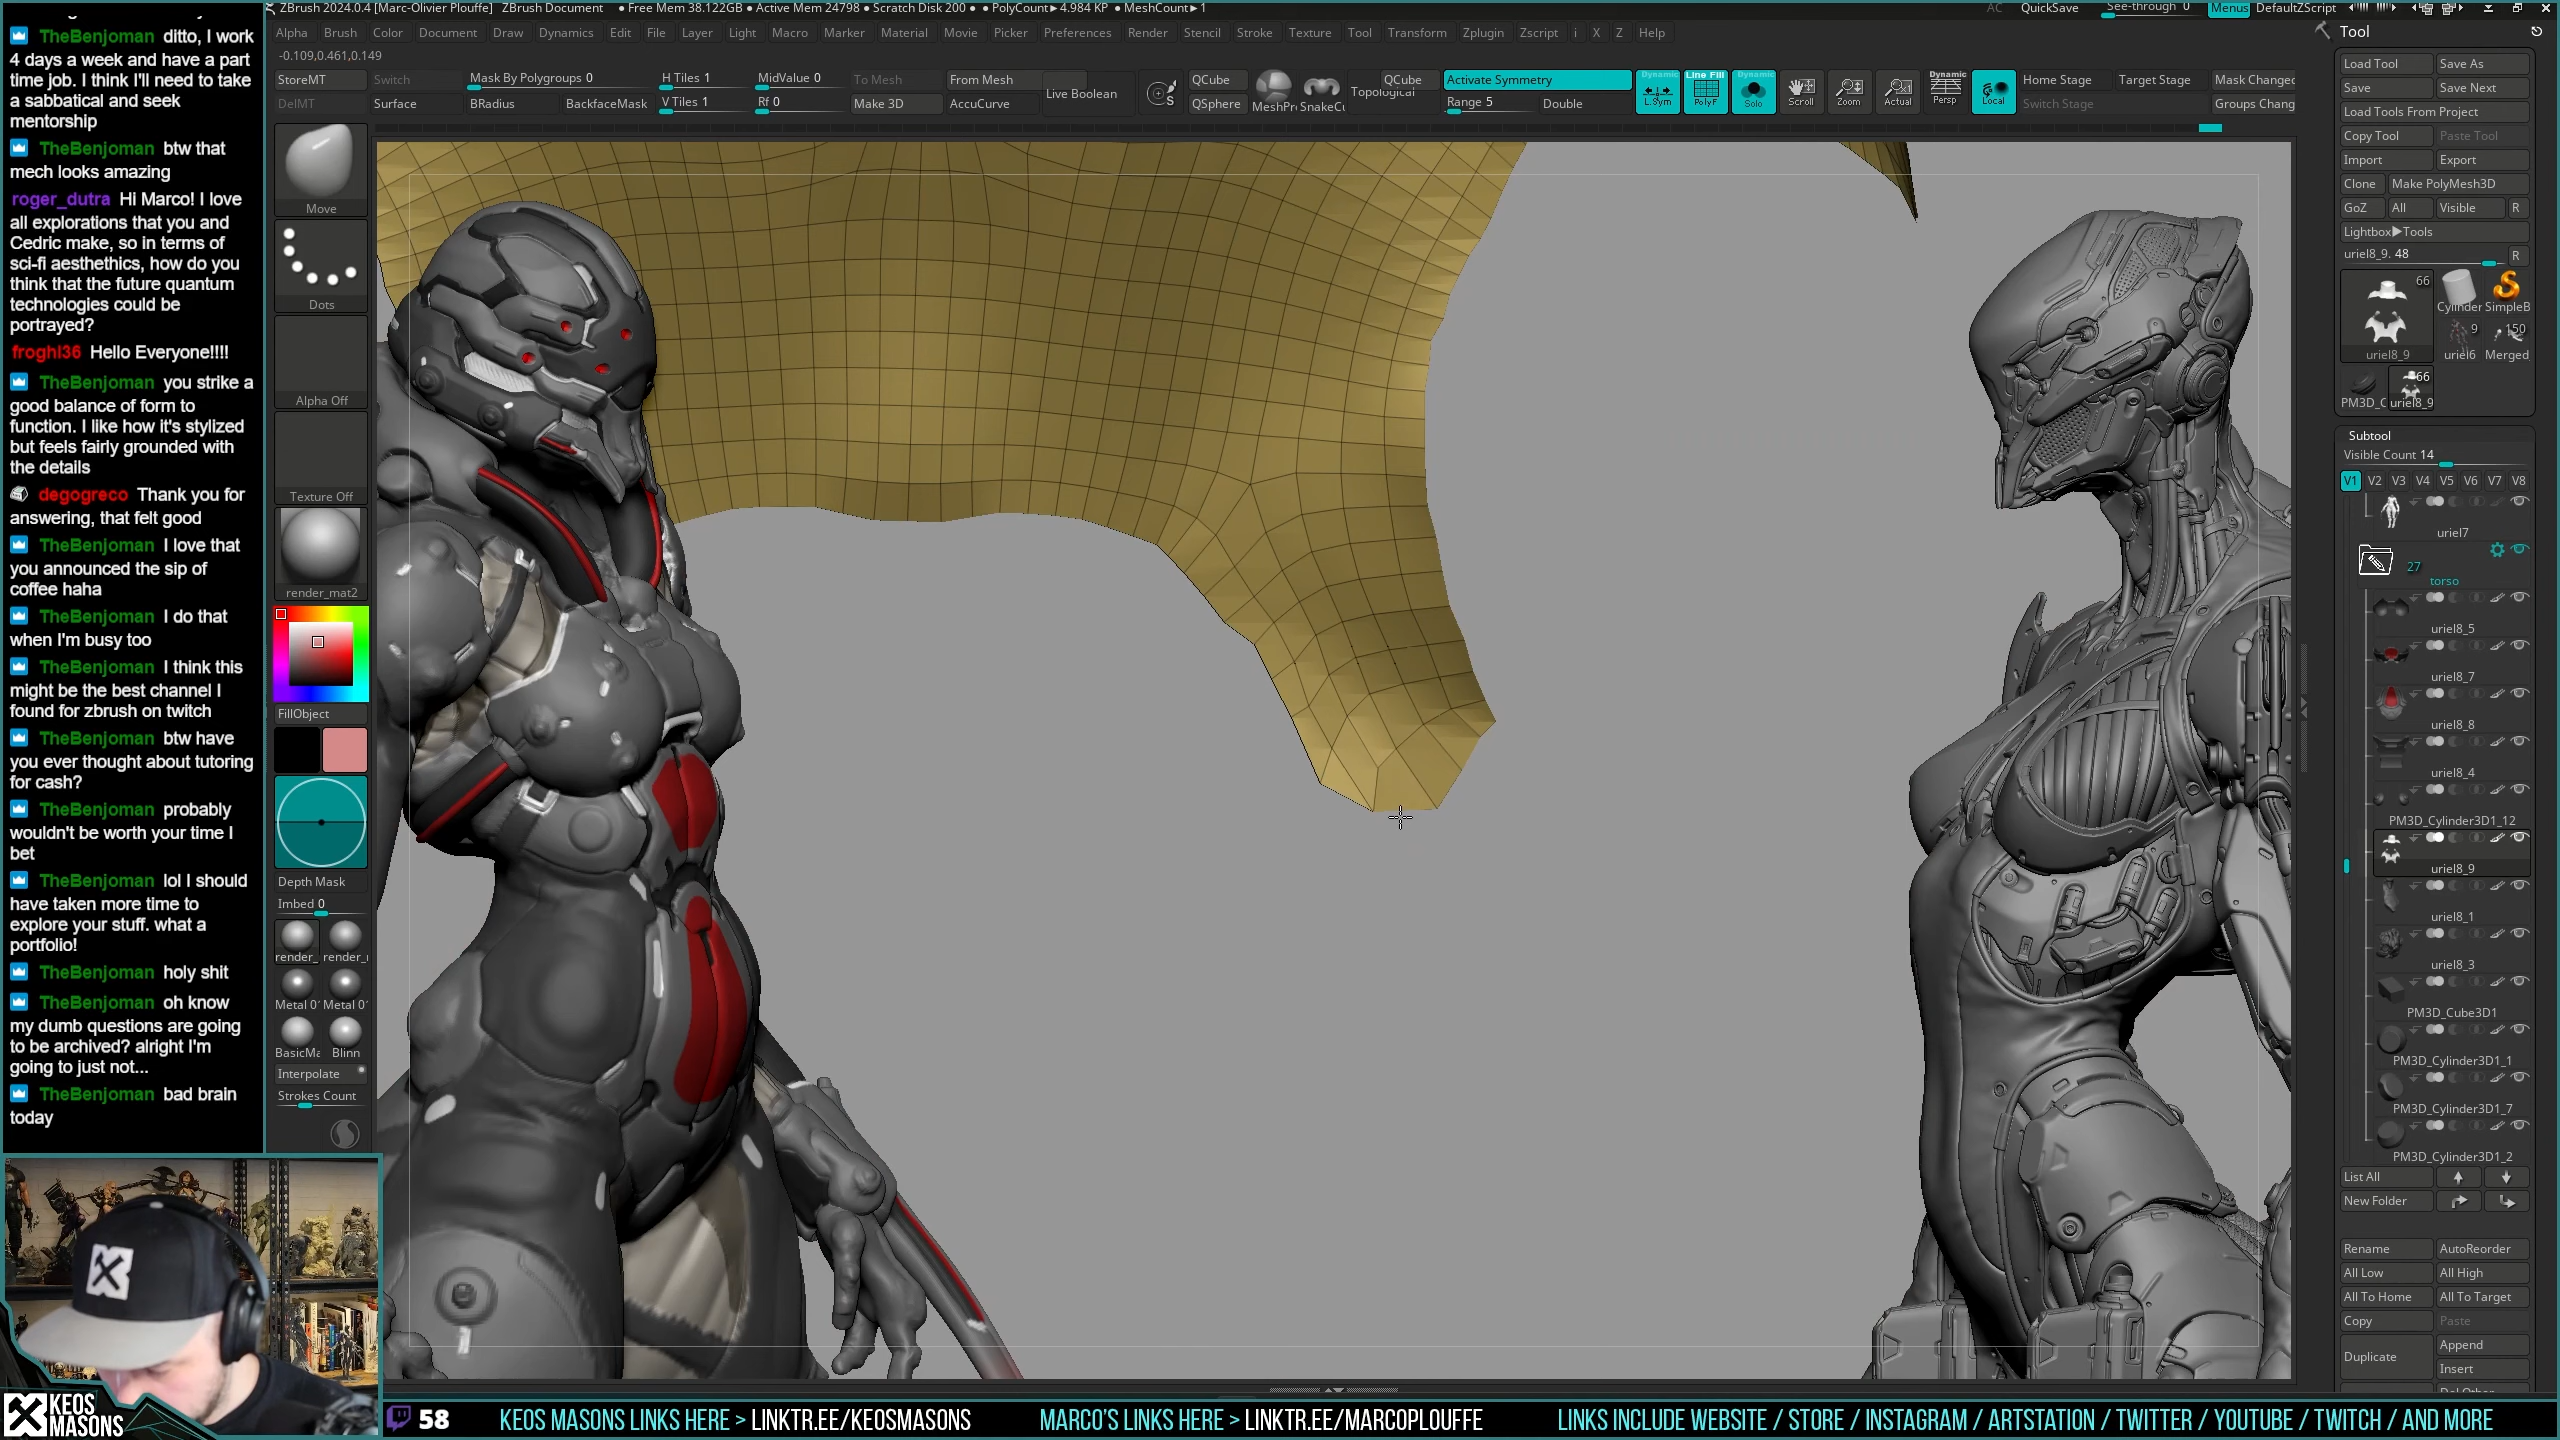 TheBenjoman ditto, I work
4 days a week and have a part
time job. I think I'll need to take
a sabbatical and seek
mentorship
TheBenjoman btw that
mech looks amazing
roger_dutra Hi Marco! I love
all explorations that you and
Cedric make, so in terms of
sci-fi aesthethics, how do you
think that the future quantum
technologies could be
portrayed?
froghl36 Hello Everyone!!!!
TheBenjoman you strike a
good balance of form to
function. I like how it's stylized
but feels fairly grounded with
the details
degogreco Thank you for
answering, that felt good
TheBenjoman I love that
you announced the sip of
coffee haha
TheBenjoman I do that
when I'm busy too
TheBenjoman I think this
might be the best channel I
found for zbrush on twitch
TheBenjoman btw have
you ever thought about tutoring
for cash?
TheBenjoman probably
wouldn't be worth your time I
bet
TheBenjoman lol I should
have taken more time to
explore your stuff. what a
portfolio!
TheBenjoman holy shit
TheBenjoman oh know
my dumb questions are going
to be archived? alright I'm
going to just not...
TheBenjoman bad brain
today
ZBrush 2024.0.4 [Marc-Olivier Plouffe] ZBrush Document ● Free Mem 38.122GB ● Active Mem 24798 ● Scratch Disk 200 ● ● PolyCount► 4.984 KP ● MeshCount► 1
AC QuickSave See-through 0 Menus DefaultZScript
Alpha Brush Color Document Draw Dynamics Edit File Layer Light Macro Marker Material Movie Picker Preferences Render Stencil Stroke Texture Tool Transform Zplugin Zscript i X Z Help
-0.109,0.461,0.149
StoreMT Switch Mask By Polygroups 0 H Tiles 1 MidValue 0 To Mesh From Mesh
DelMT Surface BRadius BackfaceMask V Tiles 1 Rf 0 Make 3D AccuCurve
Live Boolean
QCube
QSphere
MeshPr SnakeCu
QCube
Topological
Activate Symmetry
Range 5 Double
Dynamic
L.Sym
Line Fill
PolyF
Dynamic
Solo
Scroll
Zoom
Actual
Dynamic
Persp
Local
Home Stage Target Stage Mask Changed
Switch Stage Groups Chang
Move
Dots
Alpha Off
Texture Off
render_mat2
FillObject
Depth Mask
Imbed 0
render_ render_
Metal 0 Metal 0
BasicMa Blinn
Interpolate
Strokes Count
Tool
Load Tool Save As
Save Save Next
Load Tools From Project
Copy Tool Paste Tool
Import Export
Clone Make PolyMesh3D
GoZ All Visible R
Lightbox►Tools
uriel8_9. 48 R
66
Cylinder SimpleB
9 150
uriel8_9 uriel6 Merged
66
PM3D_C uriel8_9
Subtool
Visible Count 14
V1 V2 V3 V4 V5 V6 V7 V8
uriel7
27
torso
uriel8_5
uriel8_7
uriel8_8
uriel8_4
PM3D_Cylinder3D1_12
uriel8_9
uriel8_1
uriel8_3
PM3D_Cube3D1
PM3D_Cylinder3D1_1
PM3D_Cylinder3D1_7
PM3D_Cylinder3D1_2
List All
New Folder
Rename AutoReorder
All Low All High
All To Home All To Target
Copy Paste
Duplicate Append
Insert
KEOS
MASONS
58 KEOS MASONS LINKS HERE > LINKTR.EE/KEOSMASONS MARCO'S LINKS HERE > LINKTR.EE/MARCOPLOUFFE LINKS INCLUDE WEBSITE / STORE / INSTAGRAM / ARTSTATION / TWITTER / YOUTUBE / TWITCH / AND MORE